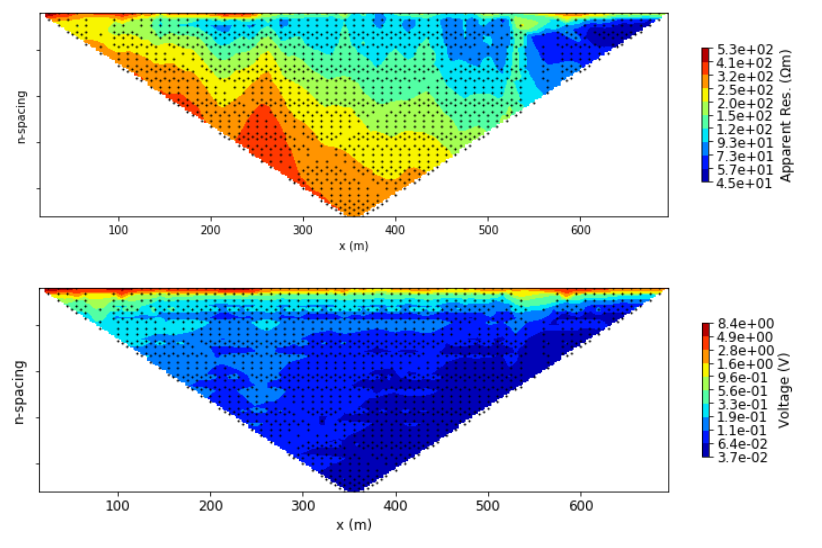 n-spacing
100 200 300 400 500 600
x (m)
5.3e+02
4.1e+02
3.2e+02
2.5e+02
2.0e+02
1.5e+02
1.2e+02
9.3e+01
7.3e+01
5.7e+01
4.5e+01
Apparent Res. (Ωm)
n-spacing
100 200 300 400 500 600
x (m)
8.4e+00
4.9e+00
2.8e+00
1.6e+00
9.6e-01
5.6e-01
3.3e-01
1.9e-01
1.1e-01
6.4e-02
3.7e-02
Voltage (V)